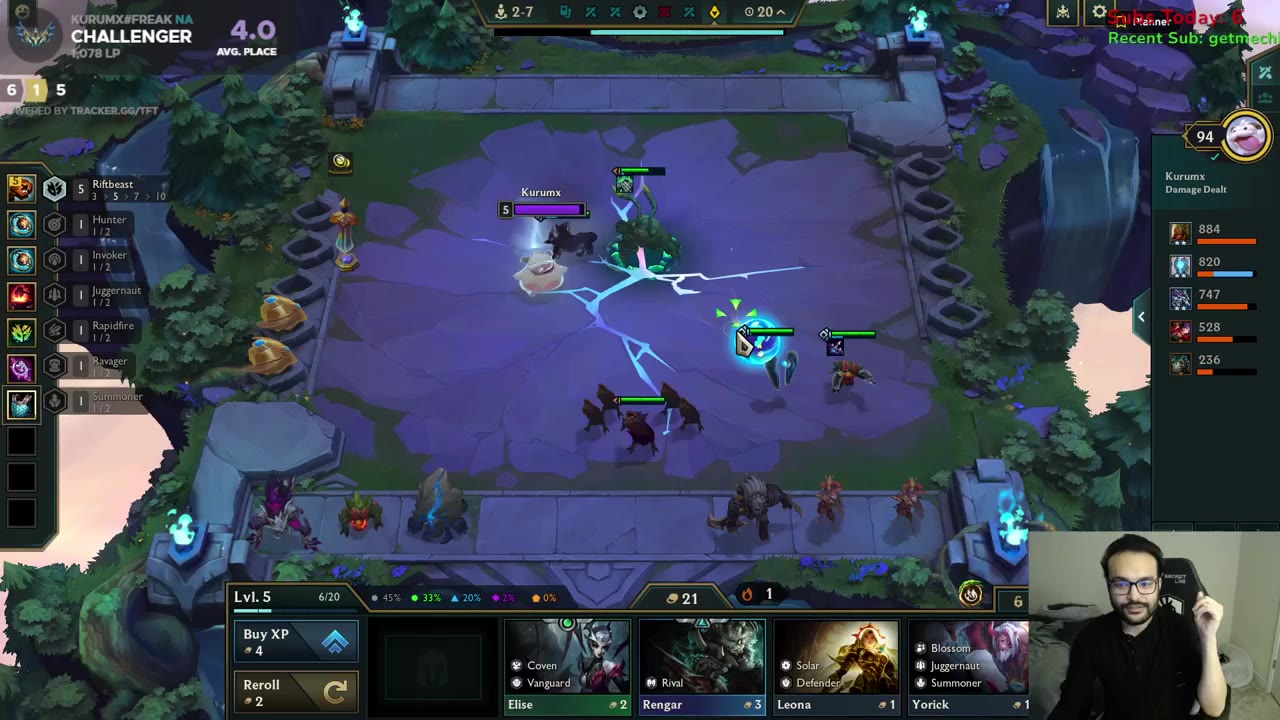 KURUMX#FREAK NA
CHALLENGER
1,078 LP
4.0
AVG. PLACE
6 1 5
WERED BY TRACKER.GG/TFT
2-7
20
Planner
Subs Today: 6
Recent Sub: getmech
94
Kurumx
Damage Dealt
884
820
747
528
236
5 Riftbeast
3 > 5 > 7 > 10
1 Hunter
1 / 2
1 Invoker
1 / 2
1 Juggernaut
1 / 2
1 Rapidfire
1 / 2
1 Ravager
1 / 2
1 Summoner
1 / 2
Kurumx
5
Lvl. 5
6/20
45% 33% 20% 2% 0%
21
1
6
Buy XP
4
Reroll
2
Coven
Vanguard
Elise 2
Rival
Rengar 3
Solar
Defender
Leona 1
Blossom
Juggernaut
Summoner
Yorick 1
SECRET LAB